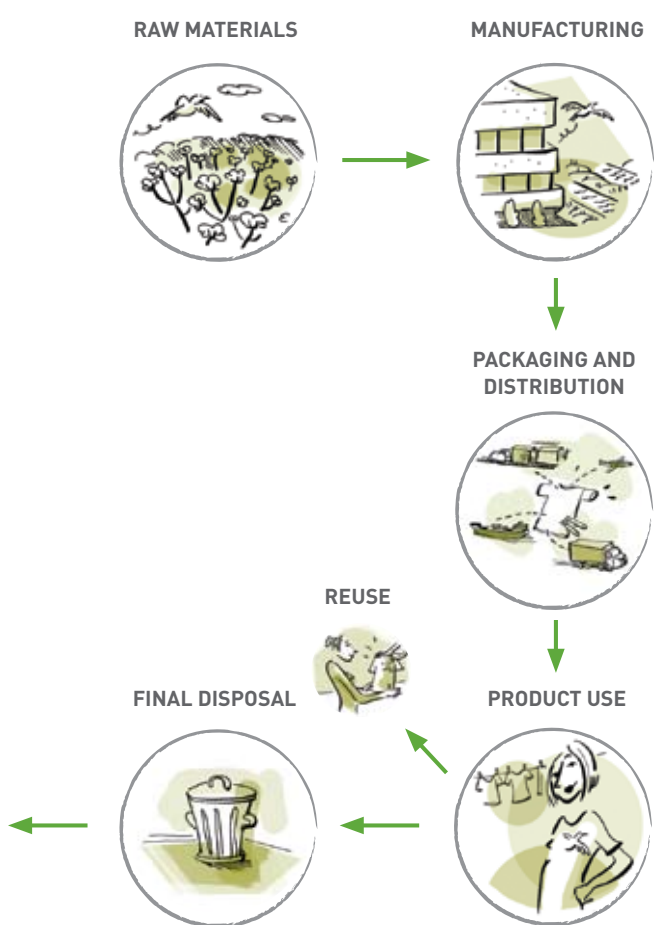 RAW MATERIALS
MANUFACTURING
PACKAGING AND
DISTRIBUTION
REUSE
FINAL DISPOSAL
PRODUCT USE